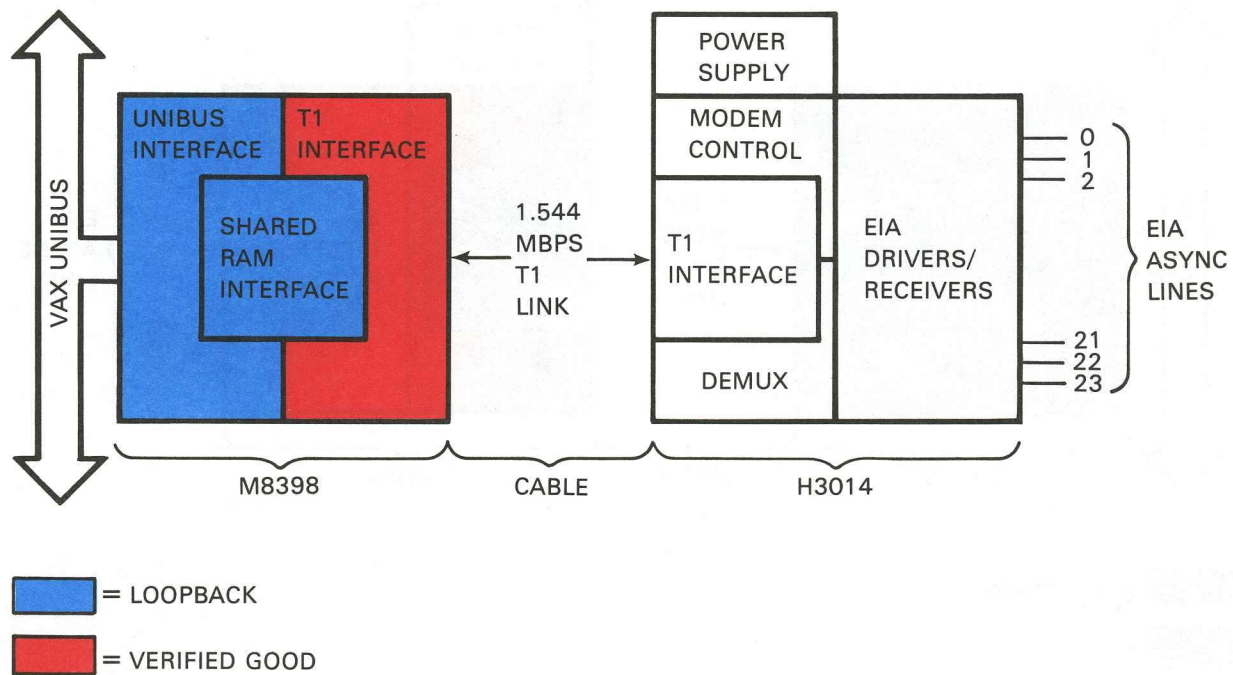 VAX UNIBUS
UNIBUS
INTERFACE
T1
INTERFACE
SHARED
RAM
INTERFACE
1.544
MBPS
T1
LINK
POWER
SUPPLY
MODEM
CONTROL
T1
INTERFACE
DEMUX
EIA
DRIVERS/
RECEIVERS
0
1
2
21
22
23
EIA
ASYNC
LINES
M8398
CABLE
H3014
= LOOPBACK
= VERIFIED GOOD